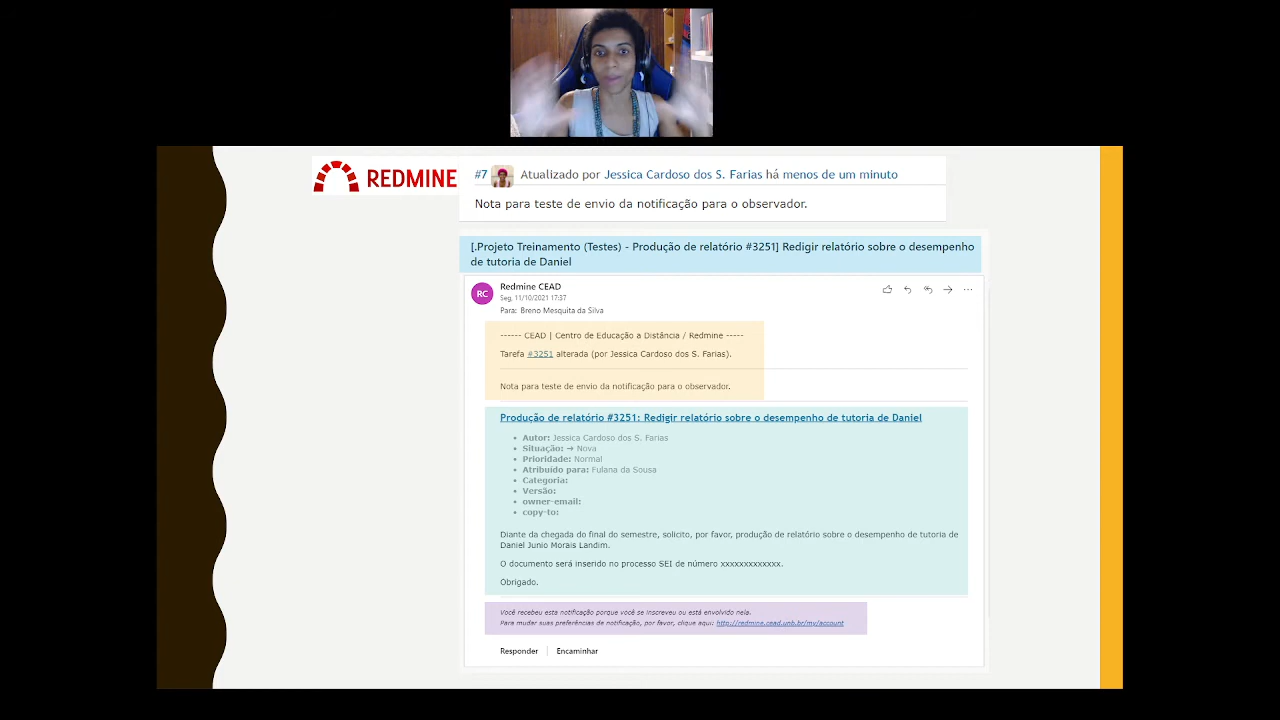 REDMINE
#7 Atualizado por Jessica Cardoso dos S. Farias há menos de um minuto
Nota para teste de envio da notificação para o observador.
[.Projeto Treinamento (Testes) - Produção de relatório #3251] Redigir relatório sobre o desempenho
de tutoria de Daniel
RC
Redmine CEAD
Seg, 11/10/2021 17:37
Para: Breno Mesquita da Silva
------ CEAD | Centro de Educação a Distância / Redmine -----
Tarefa #3251 alterada (por Jessica Cardoso dos S. Farias).
Nota para teste de envio da notificação para o observador.
Produção de relatório #3251: Redigir relatório sobre o desempenho de tutoria de Daniel
• Autor: Jessica Cardoso dos S. Farias
• Situação: → Nova
• Prioridade: Normal
• Atribuído para: Fulana da Sousa
• Categoria:
• Versão:
• owner-email:
• copy-to:
Diante da chegada do final do semestre, solicito, por favor, produção de relatório sobre o desempenho de tutoria de
Daniel Junio Morais Landim.
O documento será inserido no processo SEI de número xxxxxxxxxxxxx.
Obrigado.
Você recebeu esta notificação porque você se inscreveu ou está envolvido nela.
Para mudar suas preferências de notificação, por favor, clique aqui: http://redmine.cead.unb.br/my/account
Responder | Encaminhar